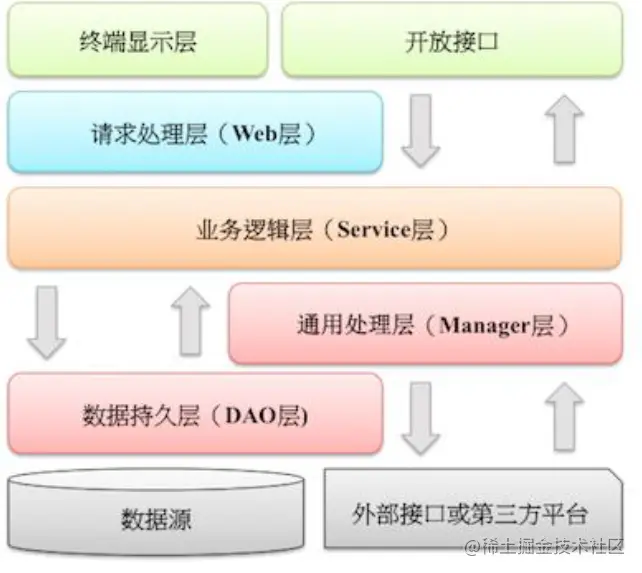 终端显示层
开放接口
请求处理层（Web层）
业务逻辑层（Service层）
通用处理层（Manager层）
数据持久层（DAO层)
数据源
外部接口或第三方平台
@稀土掘金技术社区